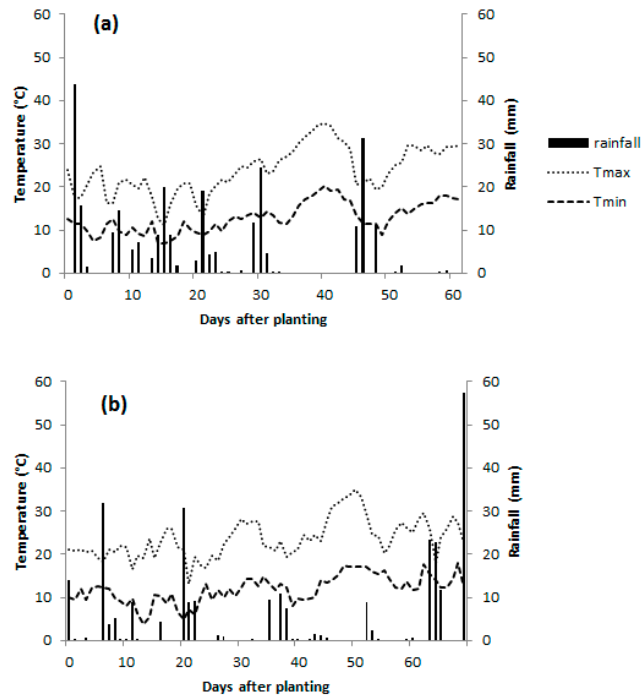 (a)
60 50 40 30 20 10 0
Temperature (°C)
60 50 40 30 20 10 0
Rainfall (mm)
0 10 20 30 40 50 60
Days after planting
rainfall
Tmax
Tmin
(b)
60 50 40 30 20 10 0
Temperature (°C)
60 50 40 30 20 10 0
Rainfall (mm)
0 10 20 30 40 50 60 70
Days after planting